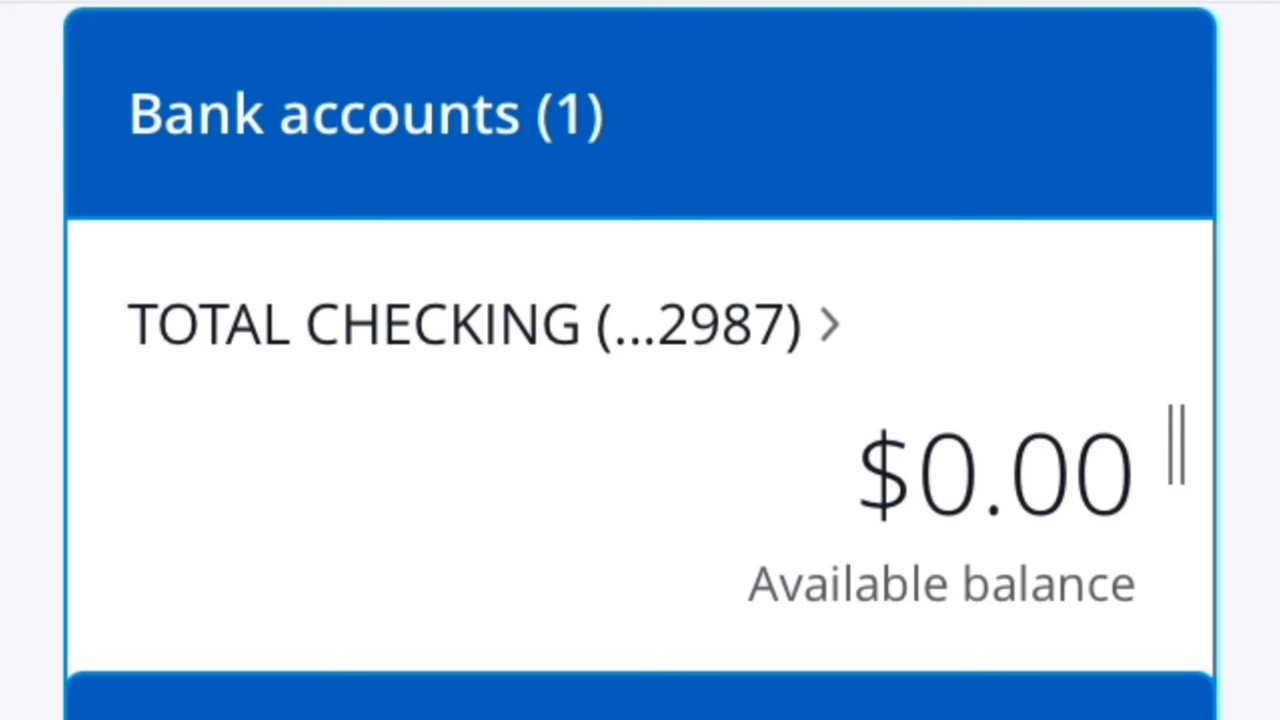 Bank accounts (1)
TOTAL CHECKING (...2987)
$0.00
Available balance